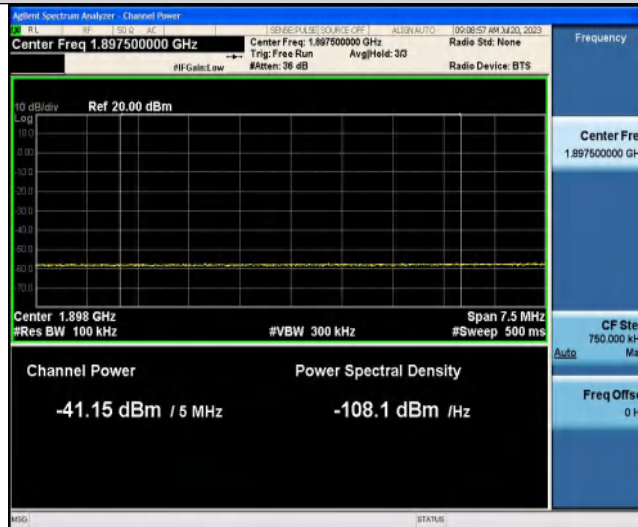 Agilent Spectrum Analyzer - Channel Power
RL RF 50 Ω AC SENSE:PULSE SOURCE OFF ALIGN AUTO 09:08:57 AM Jul 20, 2023
Center Freq 1.897500000 GHz
Center Freq: 1.897500000 GHz
Radio Std: None
Trig: Free Run Avg|Hold: 3/3
#IFGain:Low #Atten: 36 dB Radio Device: BTS
Frequency
10 dB/div Ref 20.00 dBm
Log
10.0
0.00
-10.0
-20.0
-30.0
-40.0
-50.0
-60.0
-70.0
Center Fre
1.897500000 GH
Center 1.898 GHz Span 7.5 MHz
#Res BW 100 kHz #VBW 300 kHz #Sweep 500 ms
CF Ste
750.000 kH
Auto Ma
Channel Power Power Spectral Density
-41.15 dBm / 5 MHz -108.1 dBm /Hz
Freq Offse
0 H
MSG STATUS